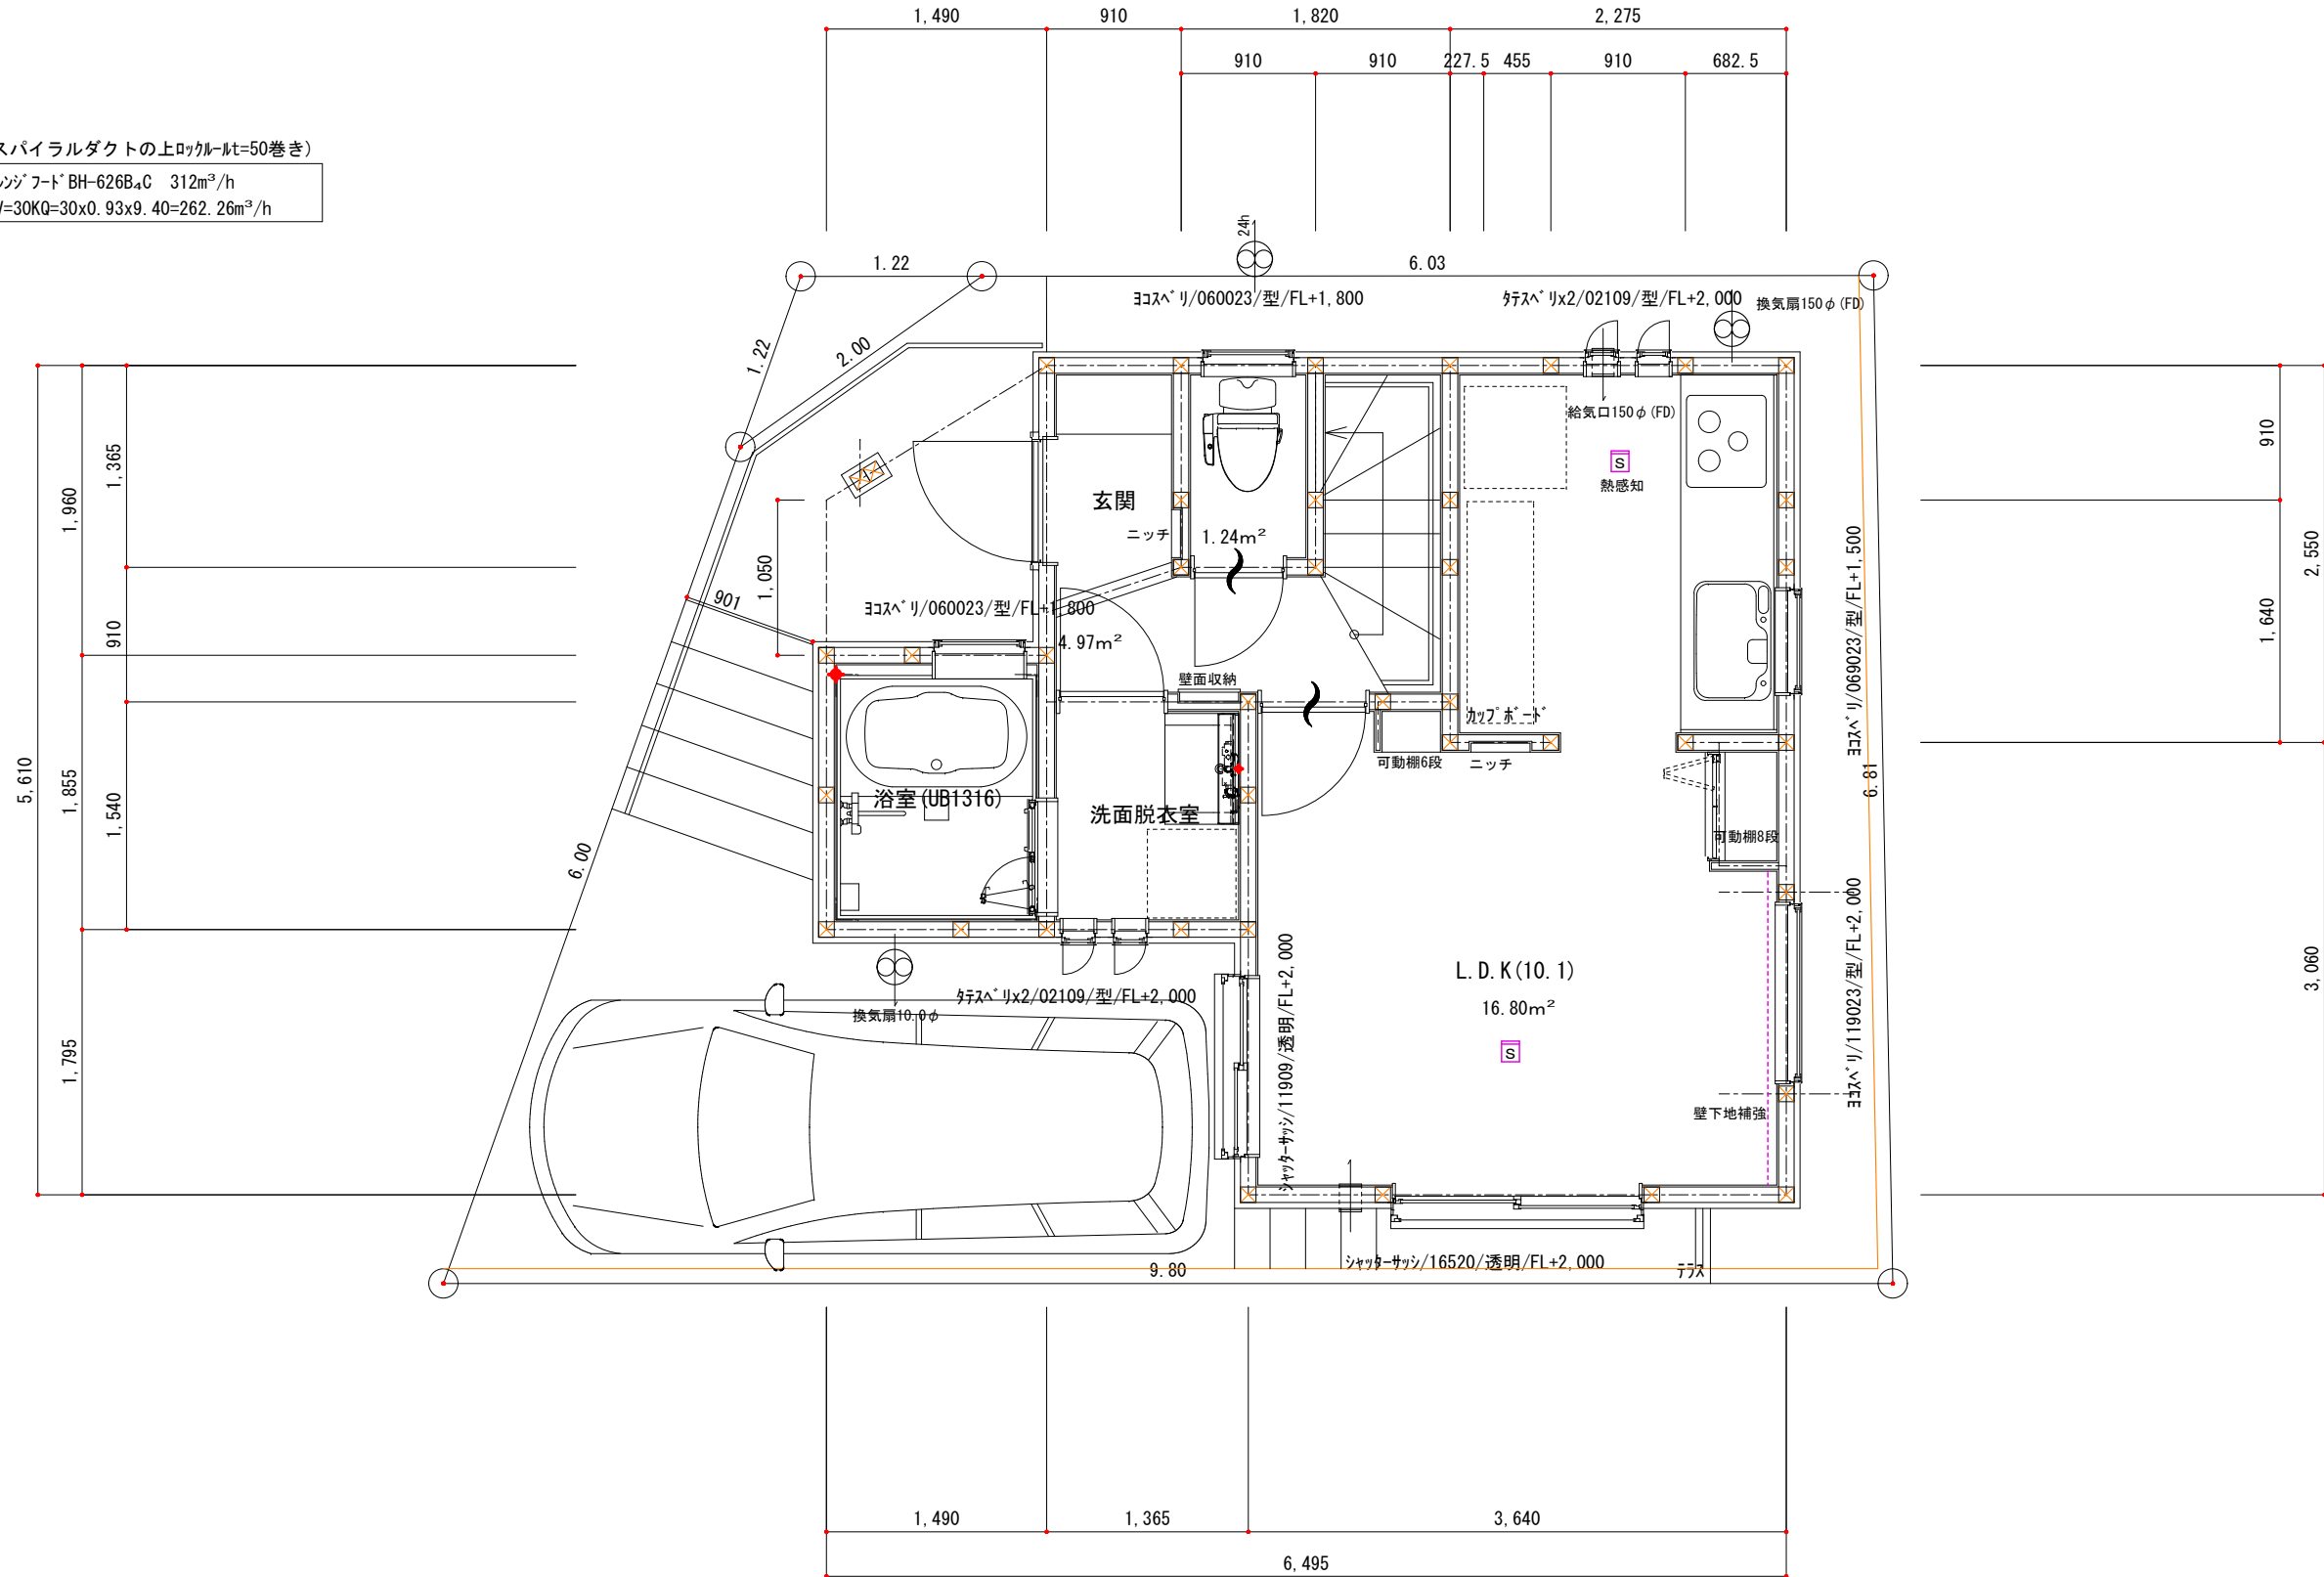 1,490
910
1,820
2,275
910
910
227.5
455
910
682.5
スパイラルダクトの上ﾛｯｸﾙｰﾙt=50巻き)
ﾚﾝｼﾞﾌｰﾄﾞBH-626B₄C 312m³/h
V=30KQ=30x0.93x9.40=262.26m³/h
24h
1.22
6.03
ﾖｺｽﾍﾞﾘ/060023/型/FL+1,800
ﾀﾃｽﾍﾞﾘx2/02109/型/FL+2,000
換気扇150φ(FD)
1.22
2.00
給気口150φ(FD)
S
熱感知
玄関
ニッチ
1.24m²
1,365
1,960
910
2,550
1,640
1,050
901
ﾖｺｽﾍﾞﾘ/060023/型/FL+1,800
4.97m²
壁面収納
ｶｯﾌﾟﾎﾞｰﾄﾞ
可動棚6段
ニッチ
ﾖｺｽﾍﾞﾘ/069023/型/FL+1,500
6.81
910
5,610
1,855
1,540
浴室(UB1316)
洗面脱衣室
可動棚8段
6.00
L.D.K(10.1)
16.80m²
S
ﾖｺｽﾍﾞﾘ/119023/型/FL+2,000
3,060
ﾀﾃｽﾍﾞﾘx2/02109/型/FL+2,000
換気扇10.0φ
ｼｬｯﾀｰｻｯｼ/11909/透明/FL+2,000
1,795
壁下地補強
ｼｬｯﾀｰｻｯｼ/16520/透明/FL+2,000
ﾃﾗｽ
9.80
1,490
1,365
3,640
6,495